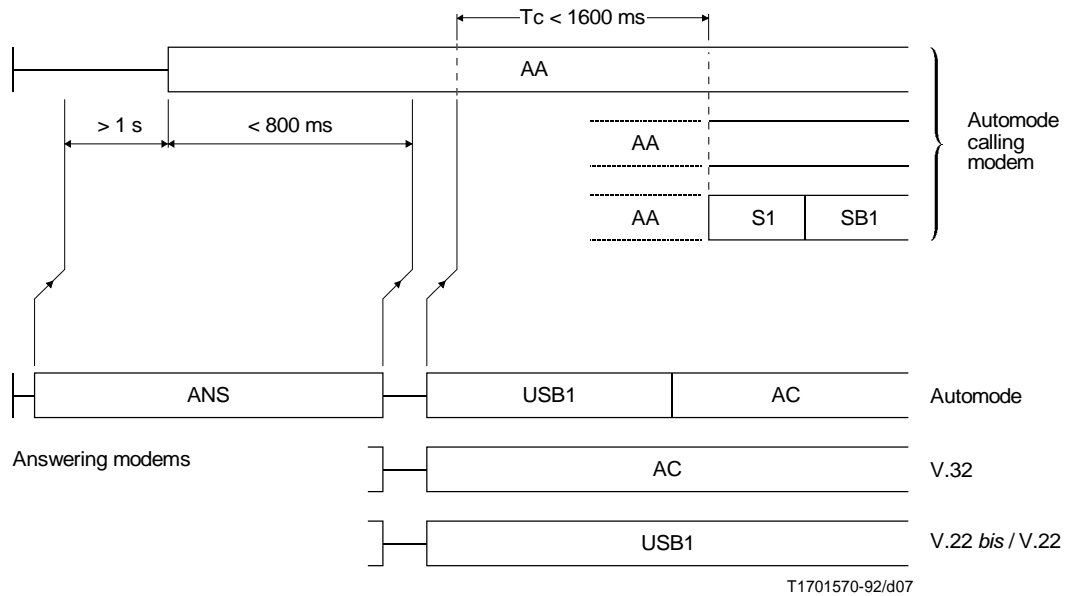 Tc < 1600 ms
AA
> 1 s
< 800 ms
AA
Automode
calling
modem
AA
S1
SB1
ANS
USB1
AC
Automode
Answering modems
AC
V.32
USB1
V.22 bis / V.22
T1701570-92/d07